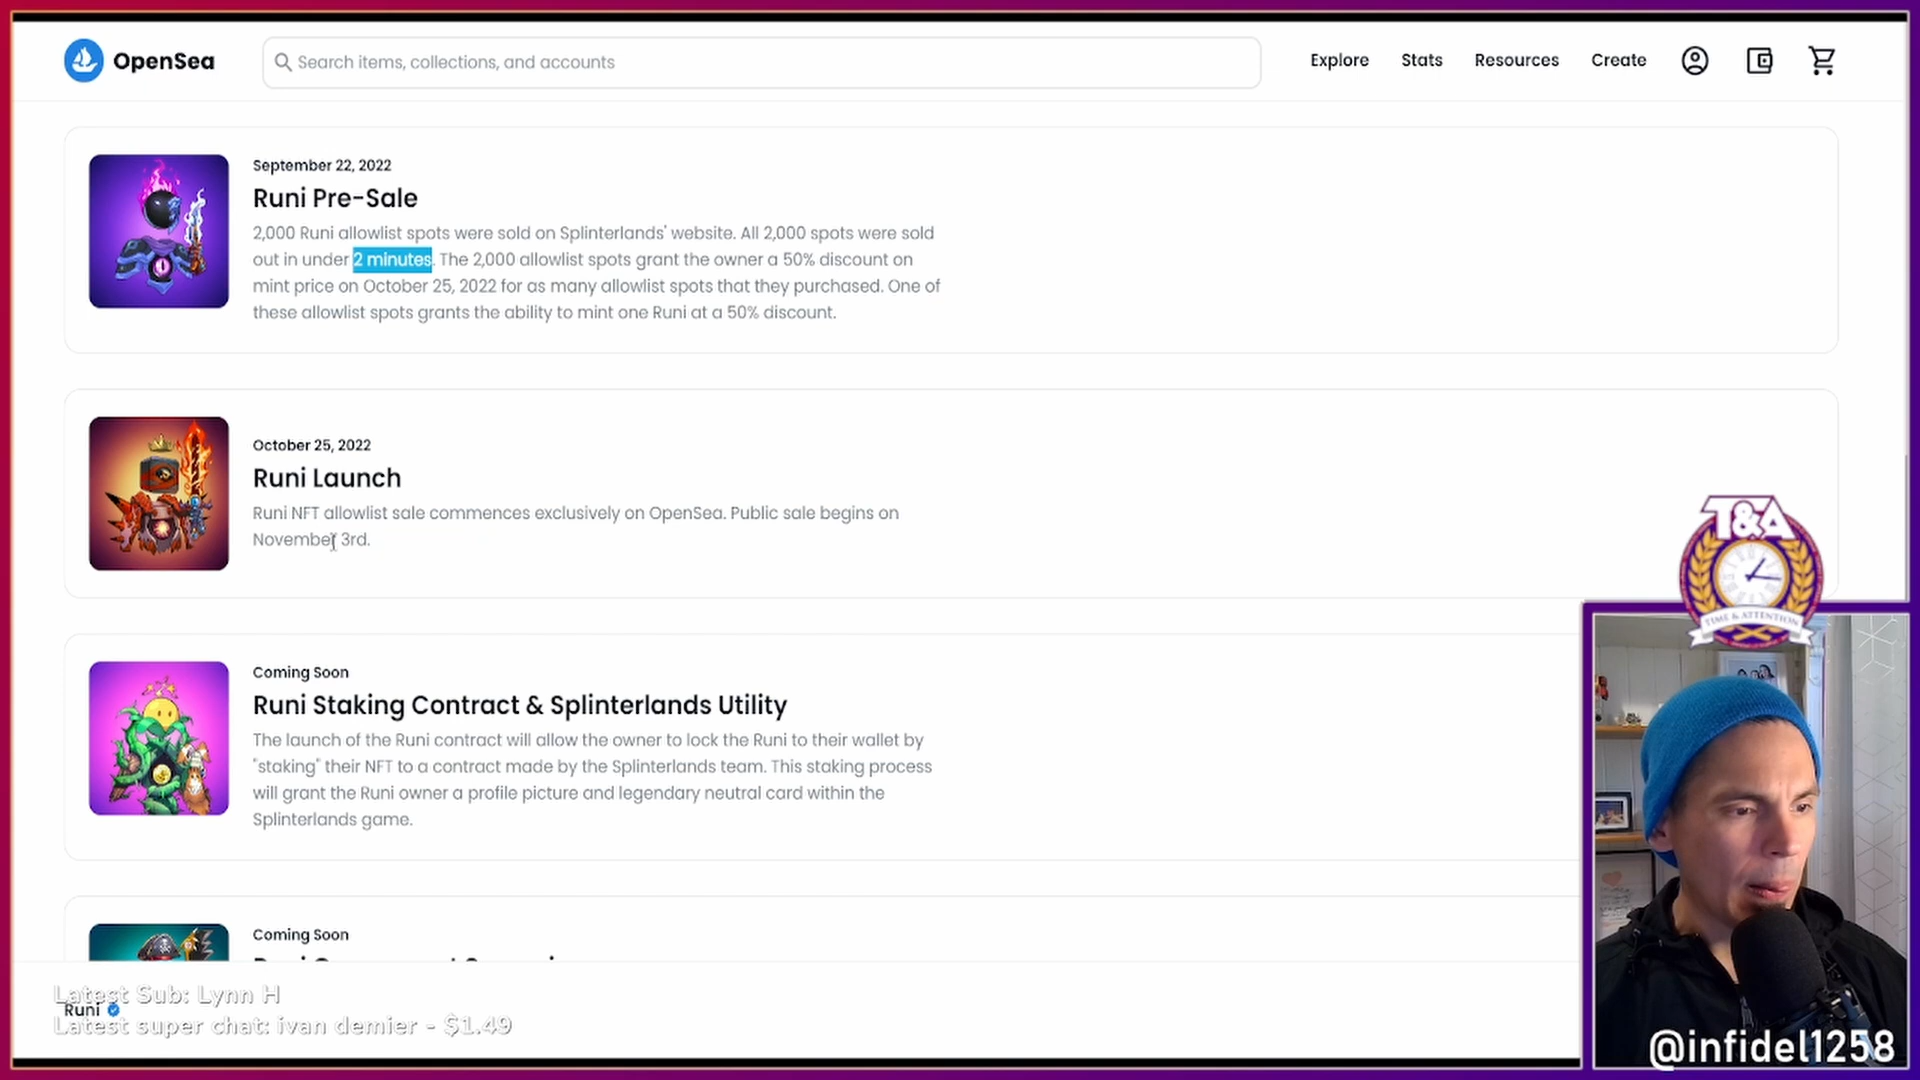 OpenSea
Search items, collections, and accounts
Explore
Stats
Resources
Create
September 22, 2022
Runi Pre-Sale
2,000 Runi allowlist spots were sold on Splinterlands' website. All 2,000 spots were sold
out in under 2 minutes. The 2,000 allowlist spots grant the owner a 50% discount on
mint price on October 25, 2022 for as many allowlist spots that they purchased. One of
these allowlist spots grants the ability to mint one Runi at a 50% discount.
October 25, 2022
Runi Launch
Runi NFT allowlist sale commences exclusively on OpenSea. Public sale begins on
November 3rd.
T&A
TIME & ATTENTION
Coming Soon
Runi Staking Contract & Splinterlands Utility
The launch of the Runi contract will allow the owner to lock the Runi to their wallet by
"staking" their NFT to a contract made by the Splinterlands team. This staking process
will grant the Runi owner a profile picture and legendary neutral card within the
Splinterlands game.
Coming Soon
Latest Sub: Lynn H
Runi
Latest super chat: ivan demier - $1.49
@infidel1258